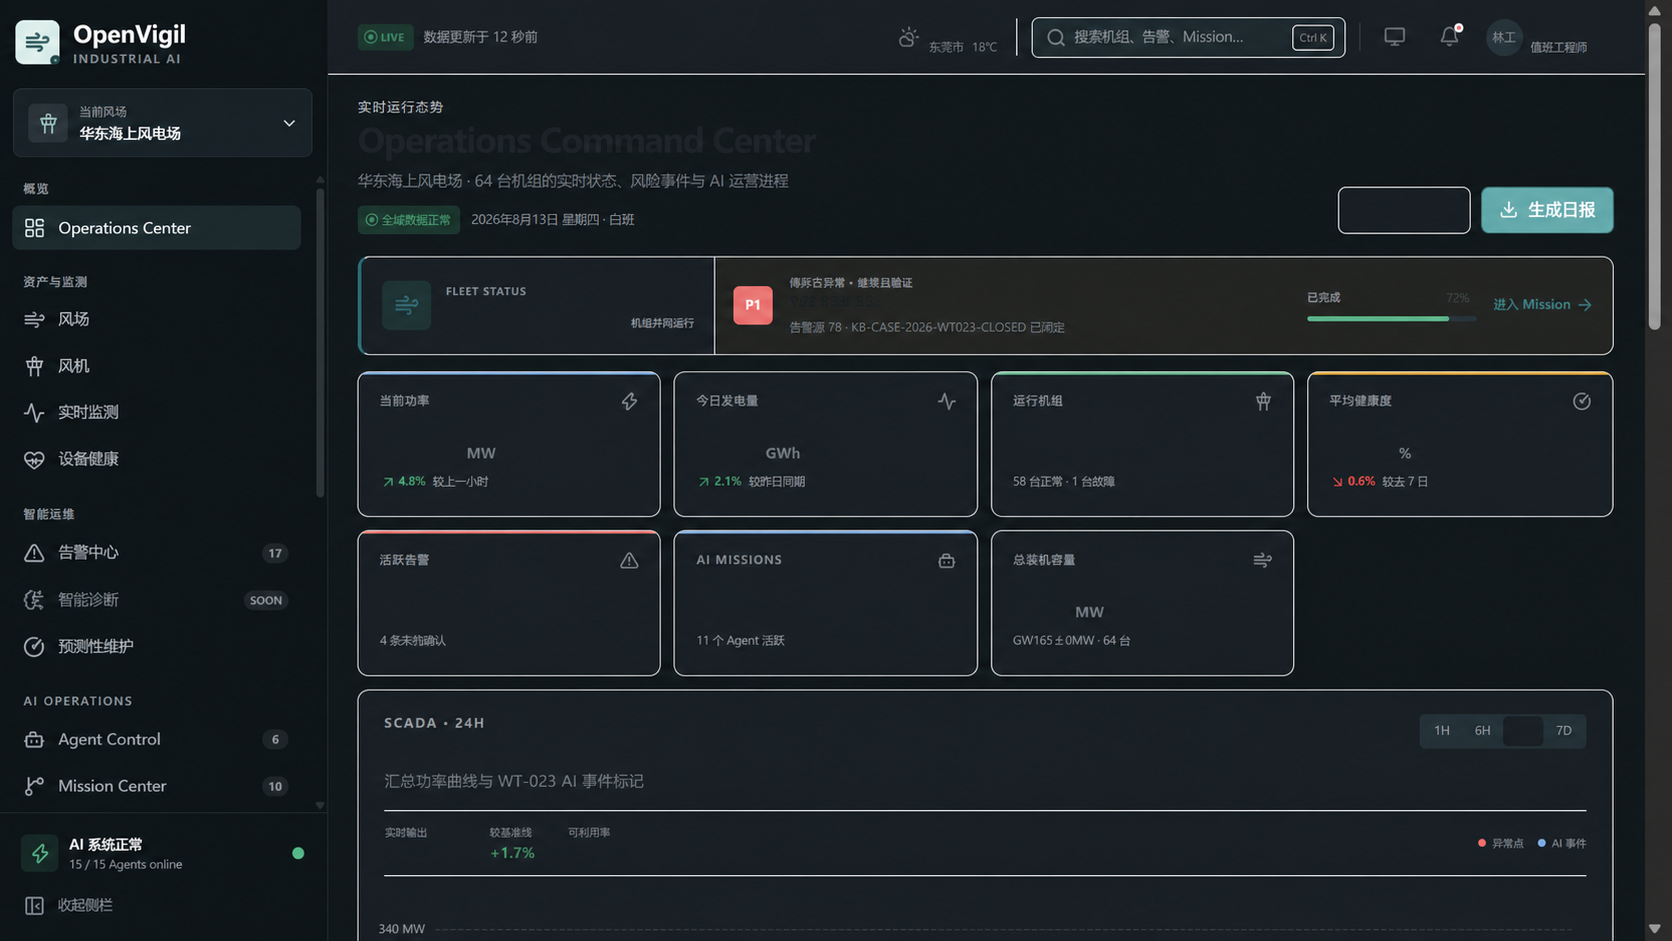 OpenVigil
INDUSTRIAL AI
当前风场
华东海上风电场
概览
Operations Center
资产与监测
风场
风机
实时监测
设备健康
智能运维
告警中心 17
智能诊断 SOON
预测性维护
AI OPERATIONS
Agent Control 6
Mission Center 10
AI 系统正常
15 / 15 Agents online
收起侧栏
LIVE 数据更新于 12 秒前
东莞市 18℃
搜索机组、告警、Mission... Ctrl K
林工 值班工程师
实时运行态势
Operations Command Center
华东海上风电场 · 64 台机组的实时状态、风险事件与 AI 运营进程
全域数据正常 2026年8月13日 星期四 · 白班
生成日报
FLEET STATUS
机组并网运行
P1
告警源 78 · KB-CASE-2026-WT023-CLOSED 已闭定
已完成 72%
进入 Mission
当前功率
MW
4.8% 较上一小时
今日发电量
GWh
2.1% 较昨日同期
运行机组
58 台正常 · 1 台故障
平均健康度
%
0.6% 较去 7 日
活跃告警
4 条未确认
AI MISSIONS
11 个 Agent 活跃
总装机容量
MW
GW165±0MW · 64 台
SCADA • 24H
1H 6H 7D
汇总功率曲线与 WT-023 AI 事件标记
实时输出 较基准线 可利用率
+1.7%
异常点 AI 事件
340 MW